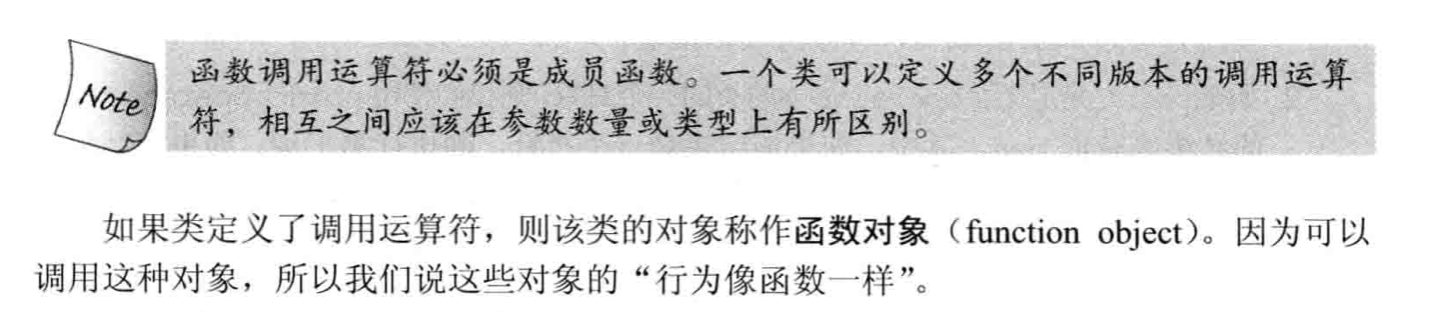 Note
函数调用运算符必须是成员函数。一个类可以定义多个不同版本的调用运算
符，相互之间应该在参数数量或类型上有所区别。
如果类定义了调用运算符，则该类的对象称作函数对象（function object）。因为可以
调用这种对象，所以我们说这些对象的“行为像函数一样”。